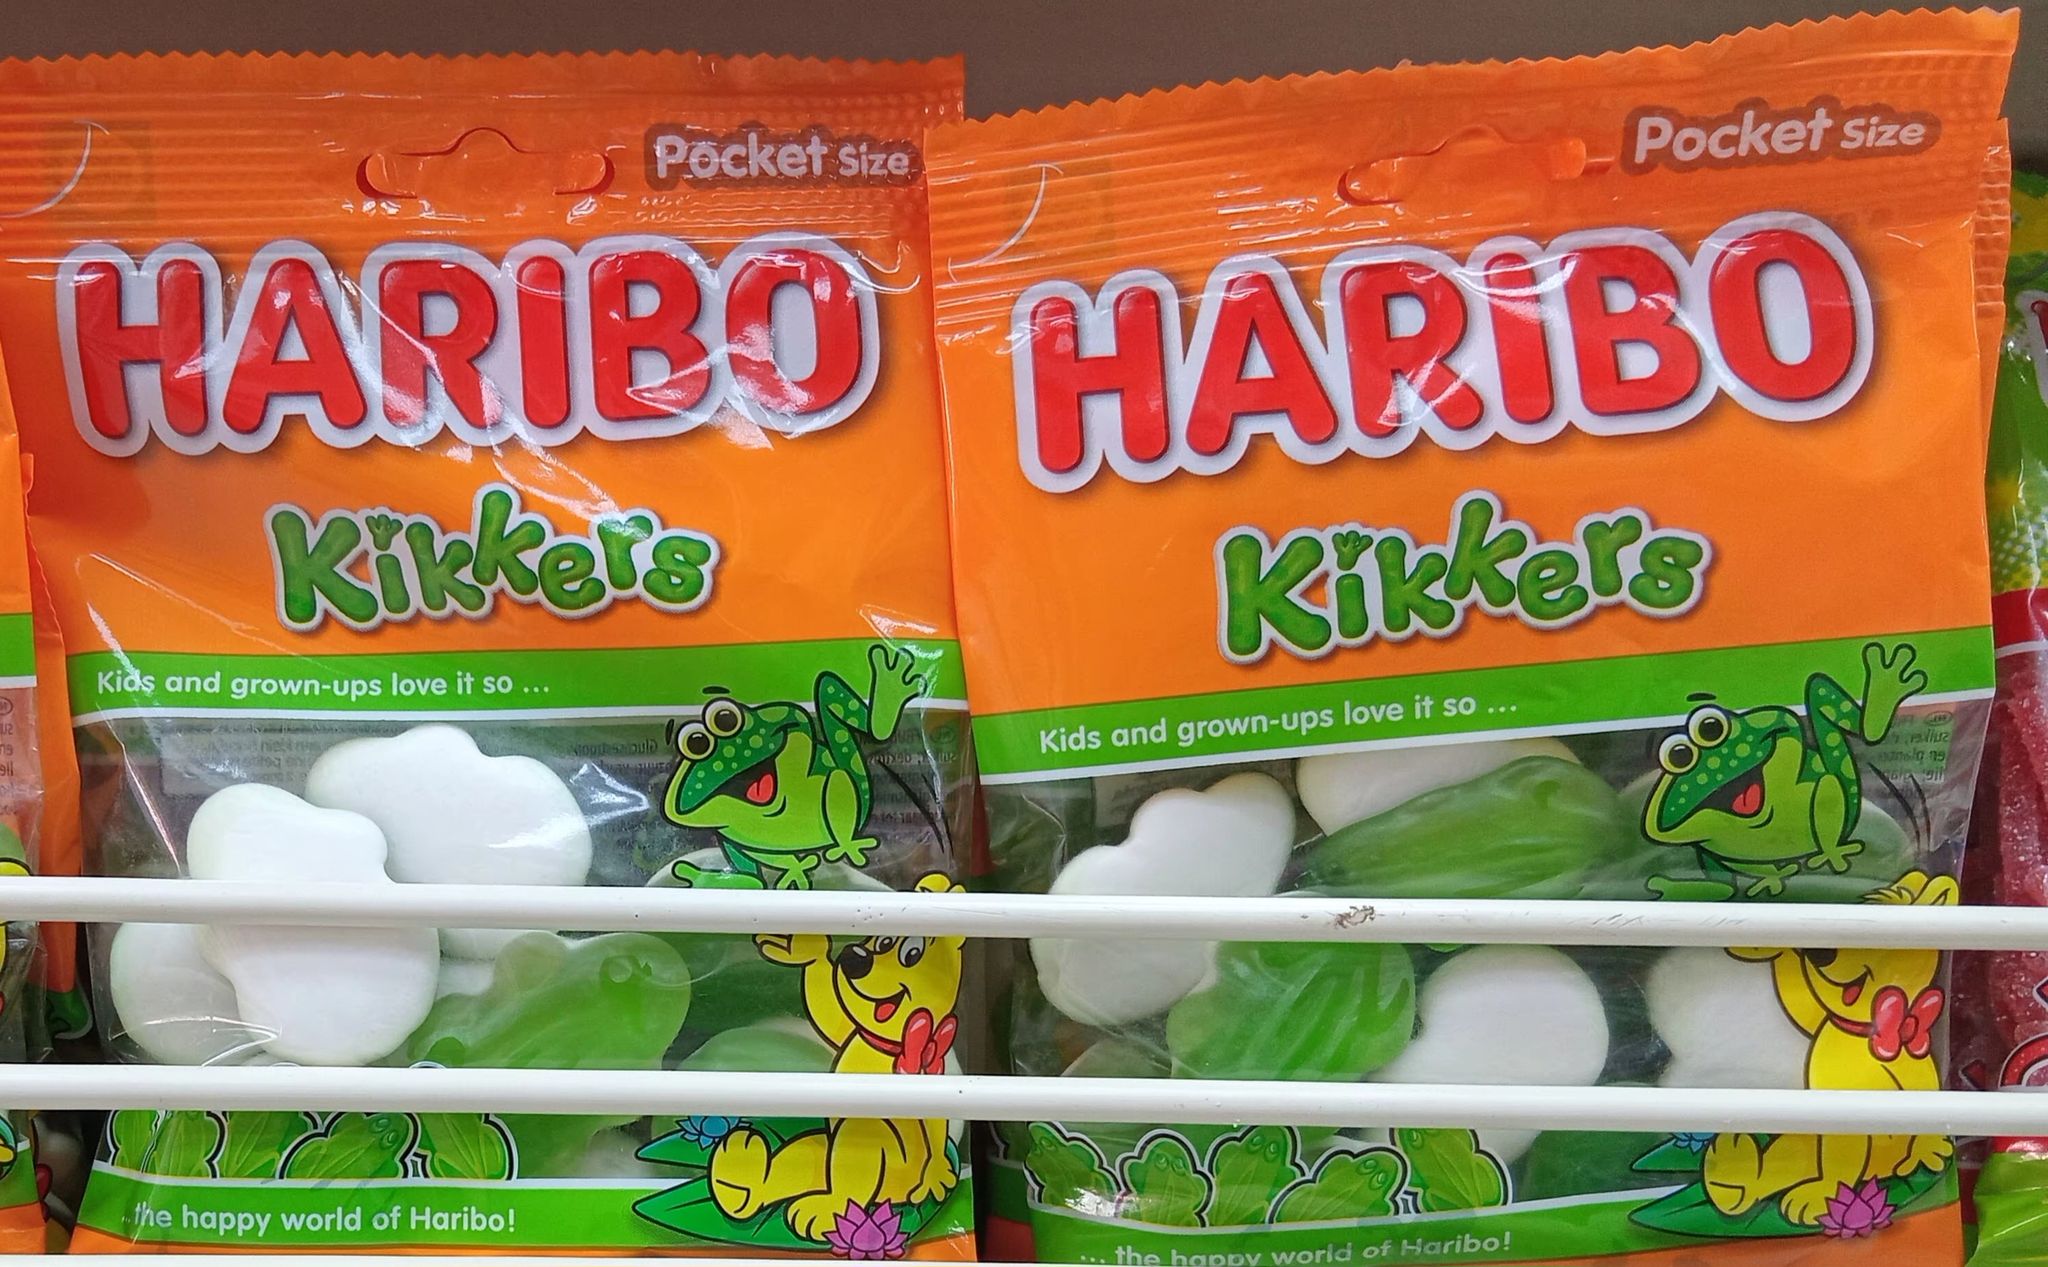 Pocket Size
HARIBO
Kikkers
Kids and grown-ups love it so ...
...the happy world of Haribo!
Pocket Size
HARIBO
Kikkers
Kids and grown-ups love it so ...
... the happy world of Haribo!